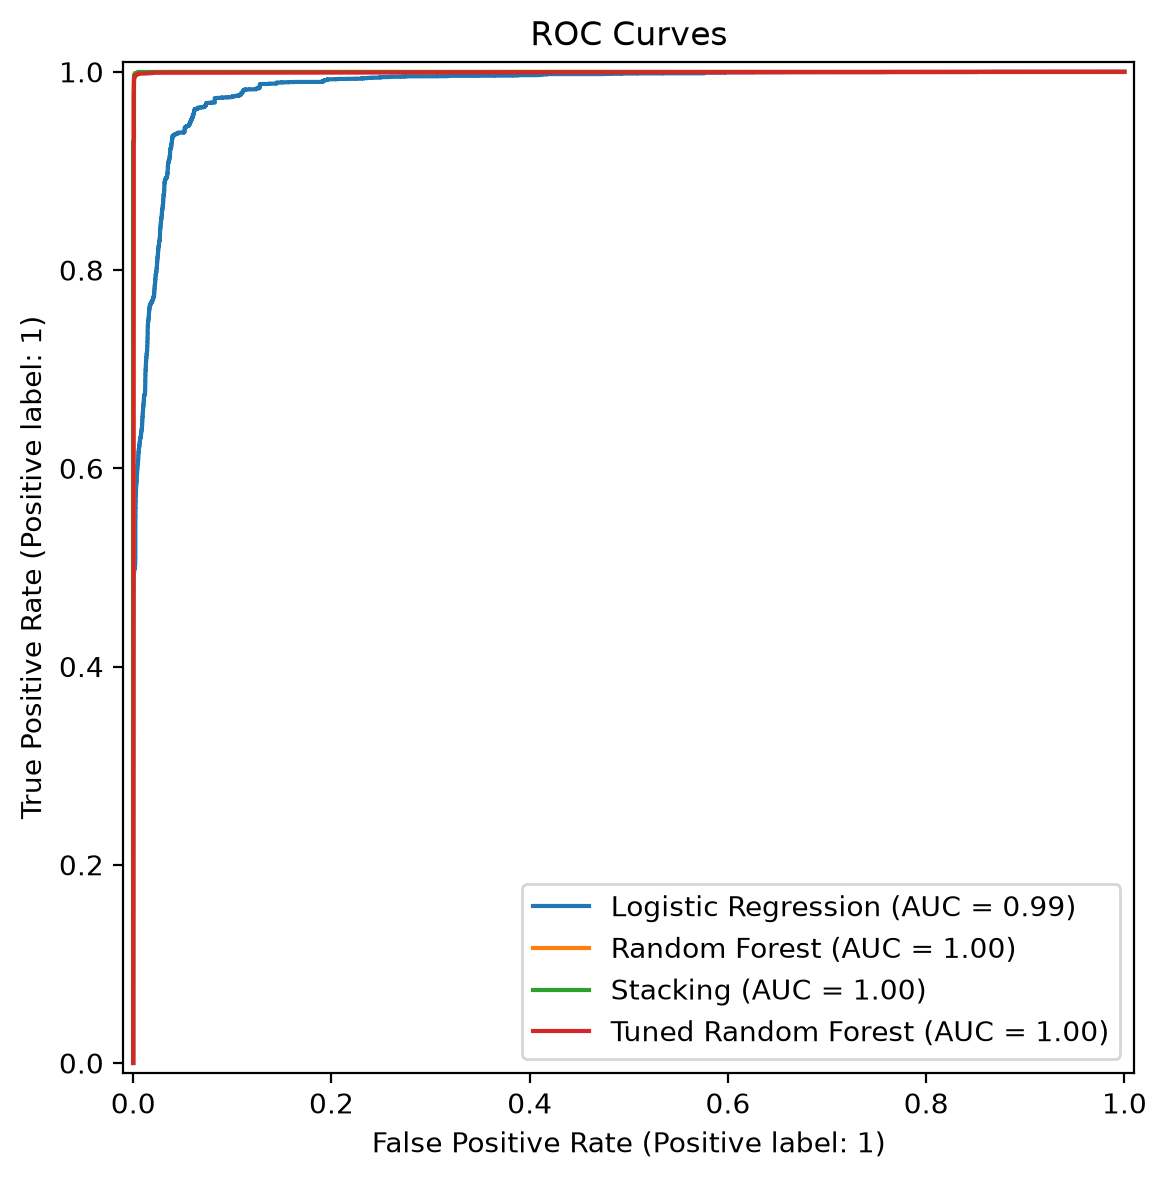 ROC Curves
True Positive Rate (Positive label: 1)
1.0
0.8
0.6
0.4
0.2
0.0
Logistic Regression (AUC = 0.99)
Random Forest (AUC = 1.00)
Stacking (AUC = 1.00)
Tuned Random Forest (AUC = 1.00)
0.0 0.2 0.4 0.6 0.8 1.0
False Positive Rate (Positive label: 1)